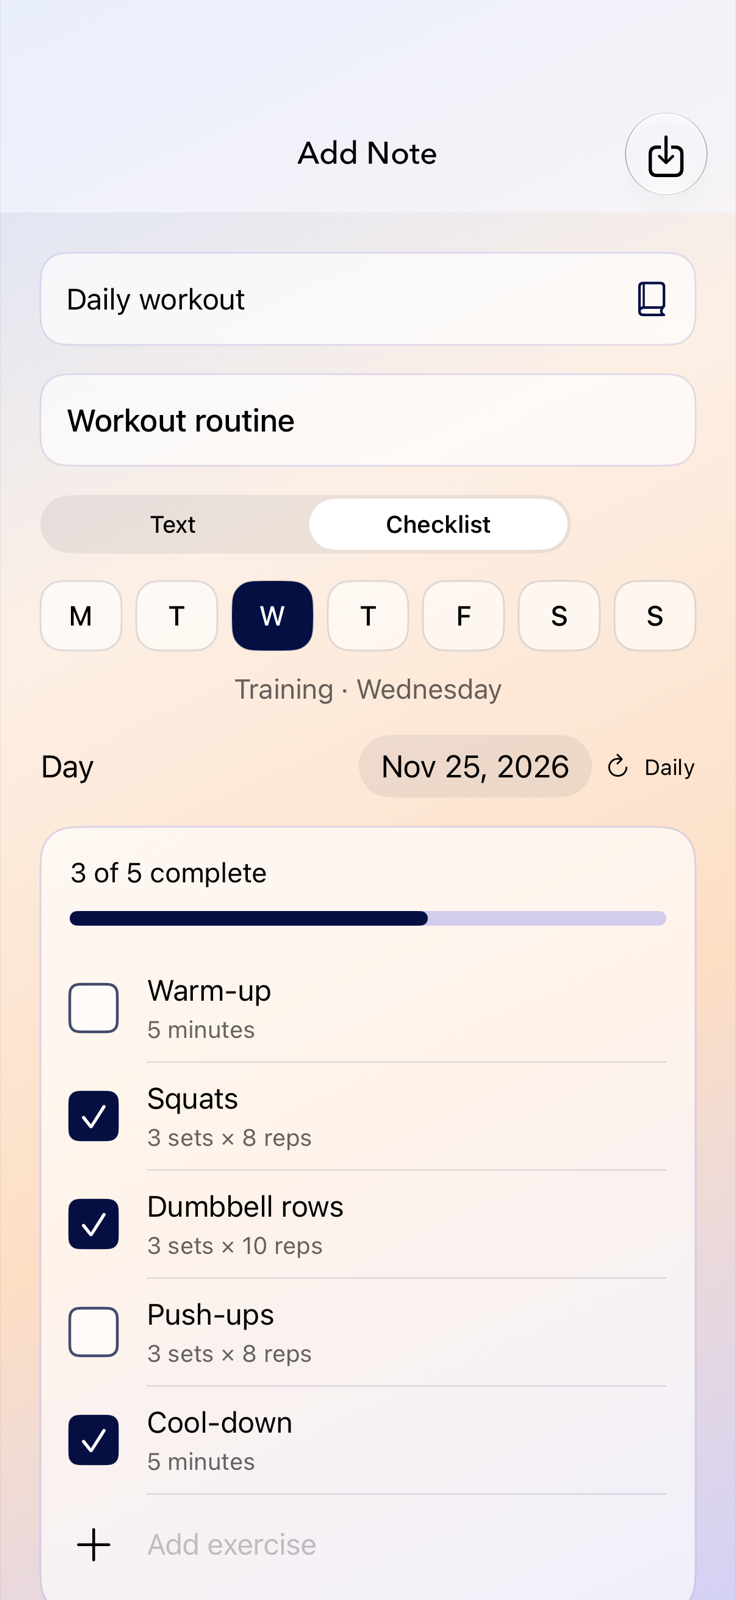 Add Note
Daily workout
Workout routine
Text Checklist
M T W T F S S
Training · Wednesday
Day Nov 25, 2026 Daily
3 of 5 complete
Warm-up
5 minutes
Squats
3 sets × 8 reps
Dumbbell rows
3 sets × 10 reps
Push-ups
3 sets × 8 reps
Cool-down
5 minutes
Add exercise